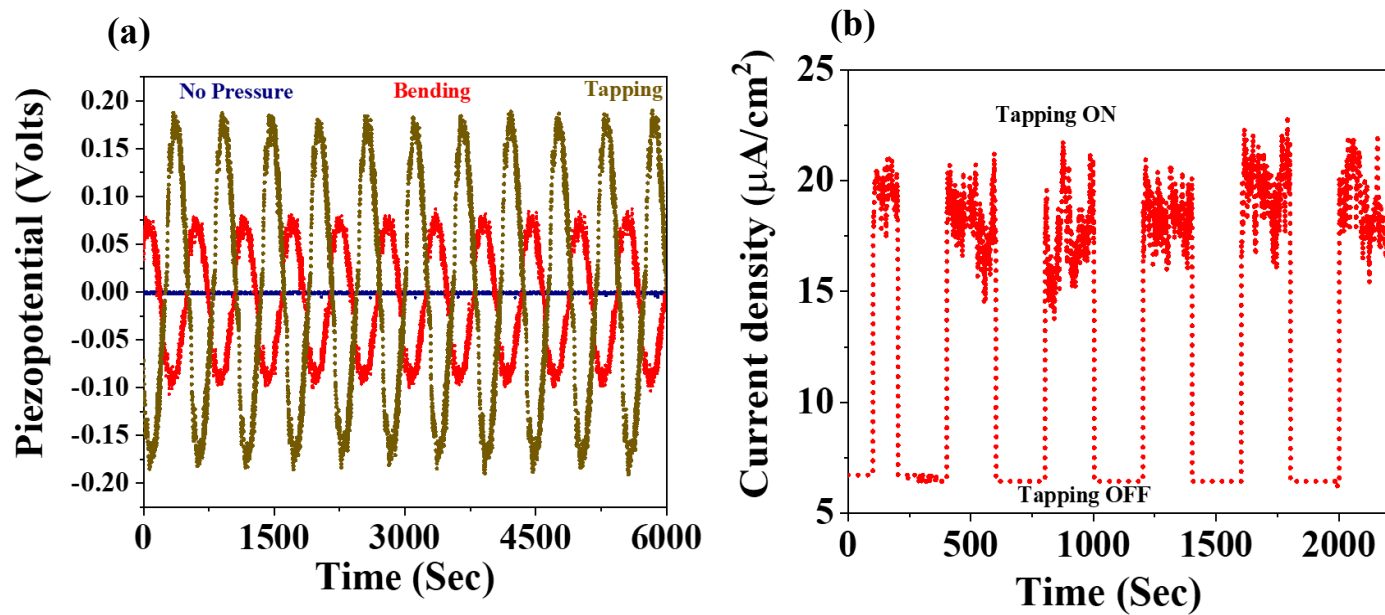 (a)
No Pressure Bending Tapping
Piezopotential (Volts)
0.20
0.15
0.10
0.05
0.00
-0.05
-0.10
-0.15
-0.20
0 1500 3000 4500 6000
Time (Sec)
(b)
Tapping ON
Tapping OFF
Current density (μA/cm²)
25
20
15
10
5
0 500 1000 1500 2000
Time (Sec)